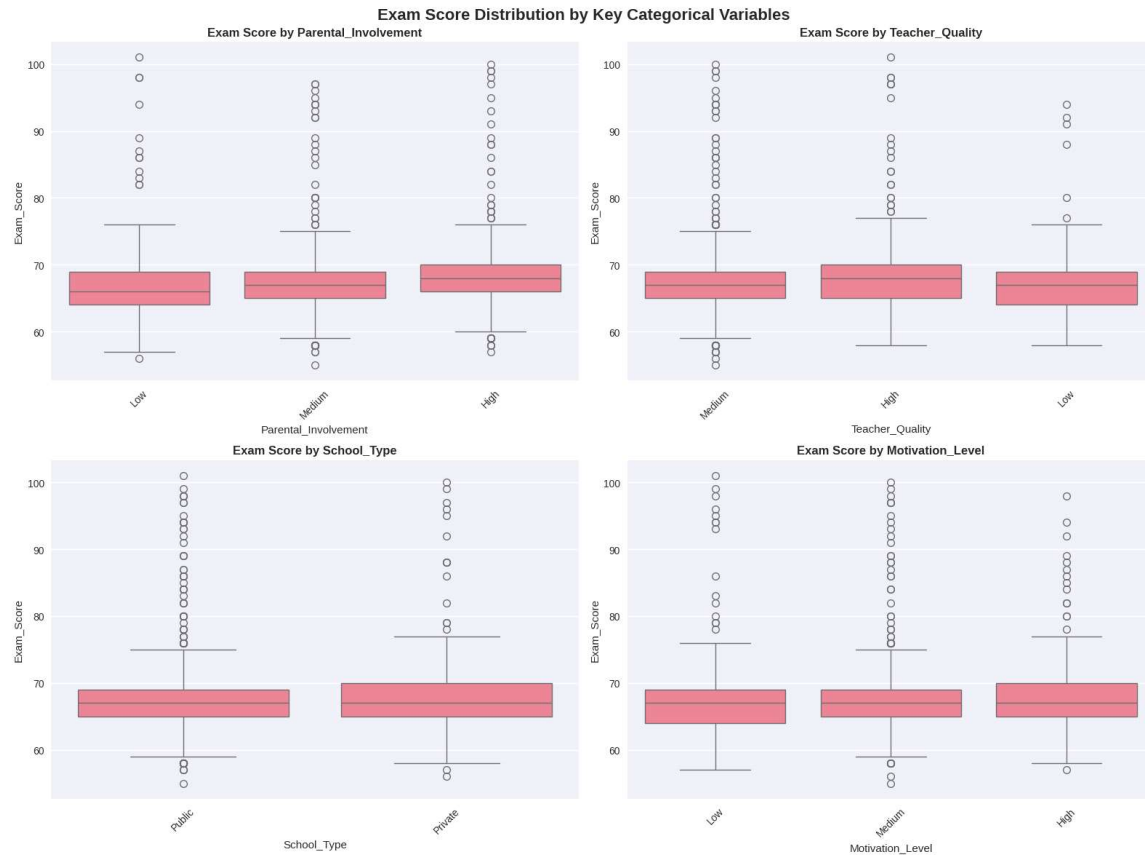 Exam Score Distribution by Key Categorical Variables
Exam Score by Parental_Involvement
Exam_Score
100
90
80
70
60
Low
Medium
High
Parental_Involvement
Exam Score by Teacher_Quality
Exam_Score
100
90
80
70
60
Medium
High
Low
Teacher_Quality
Exam Score by School_Type
Exam_Score
100
90
80
70
60
Public
Private
School_Type
Exam Score by Motivation_Level
Exam_Score
100
90
80
70
60
Low
Medium
High
Motivation_Level